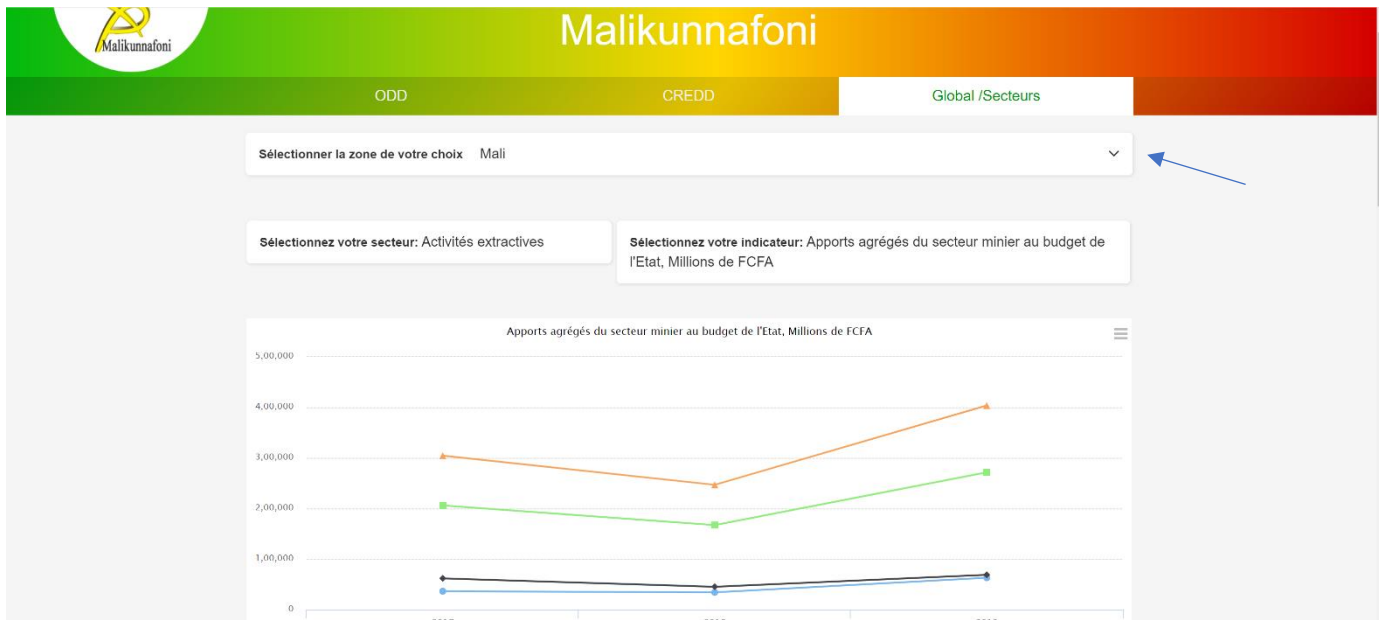 Malikunnafoni
Malikunnafoni
ODD CREDD Global /Secteurs
Sélectionner la zone de votre choix Mali
Sélectionnez votre secteur: Activités extractives
Sélectionnez votre indicateur: Apports agrégés du secteur minier au budget de
l'Etat, Millions de FCFA
Apports agrégés du secteur minier au budget de l'Etat, Millions de FCFA
5,00,000
4,00,000
3,00,000
2,00,000
1,00,000
0